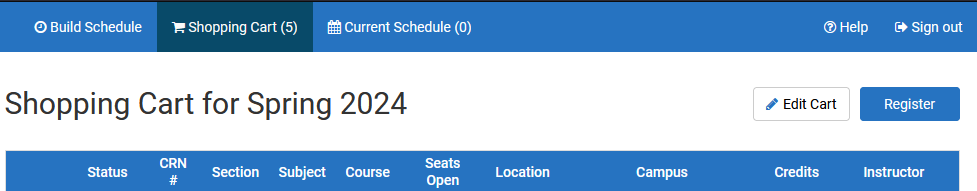 Build Schedule Shopping Cart (5) Current Schedule (0) Help Sign out
Shopping Cart for Spring 2024 Edit Cart Register
Status CRN # Section Subject Course Seats Open Location Campus Credits Instructor